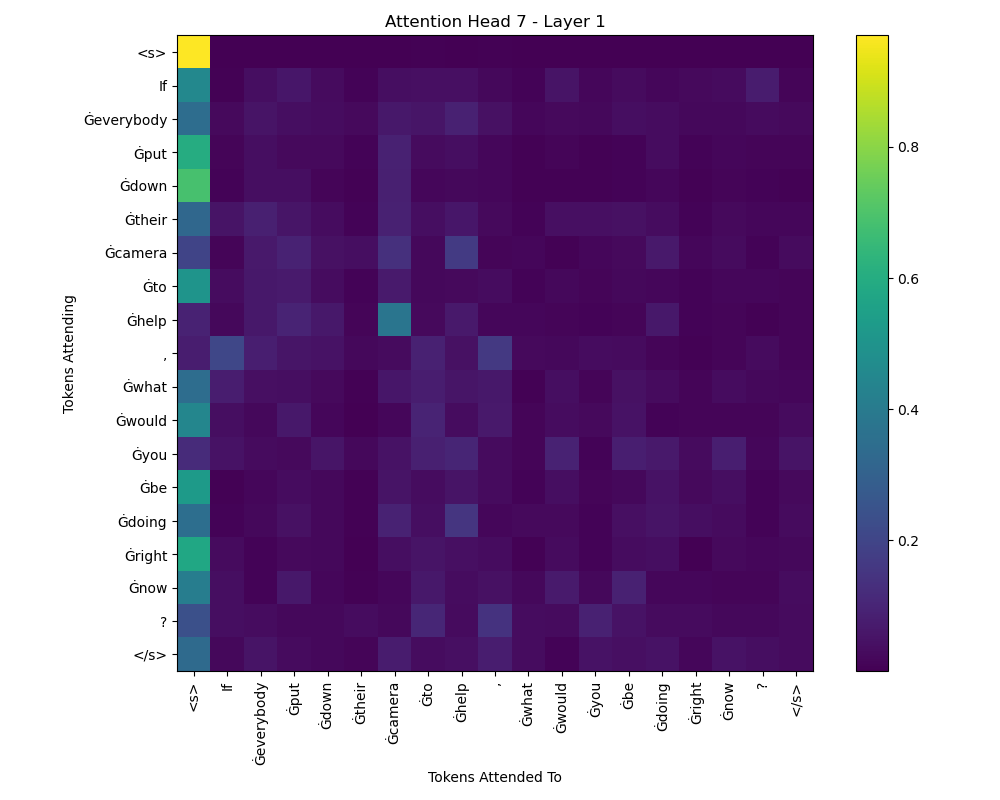 Attention Head 7 - Layer 1
<s>
If
Ġeverybody
Ġput
Ġdown
Ġtheir
Ġcamera
Ġto
Ġhelp
,
Ġwhat
Ġwould
Ġyou
Ġbe
Ġdoing
Ġright
Ġnow
?
</s>
Tokens Attending
<s>
If
Ġeverybody
Ġput
Ġdown
Ġtheir
Ġcamera
Ġto
Ġhelp
,
Ġwhat
Ġwould
Ġyou
Ġbe
Ġdoing
Ġright
Ġnow
?
</s>
Tokens Attended To
0.8
0.6
0.4
0.2